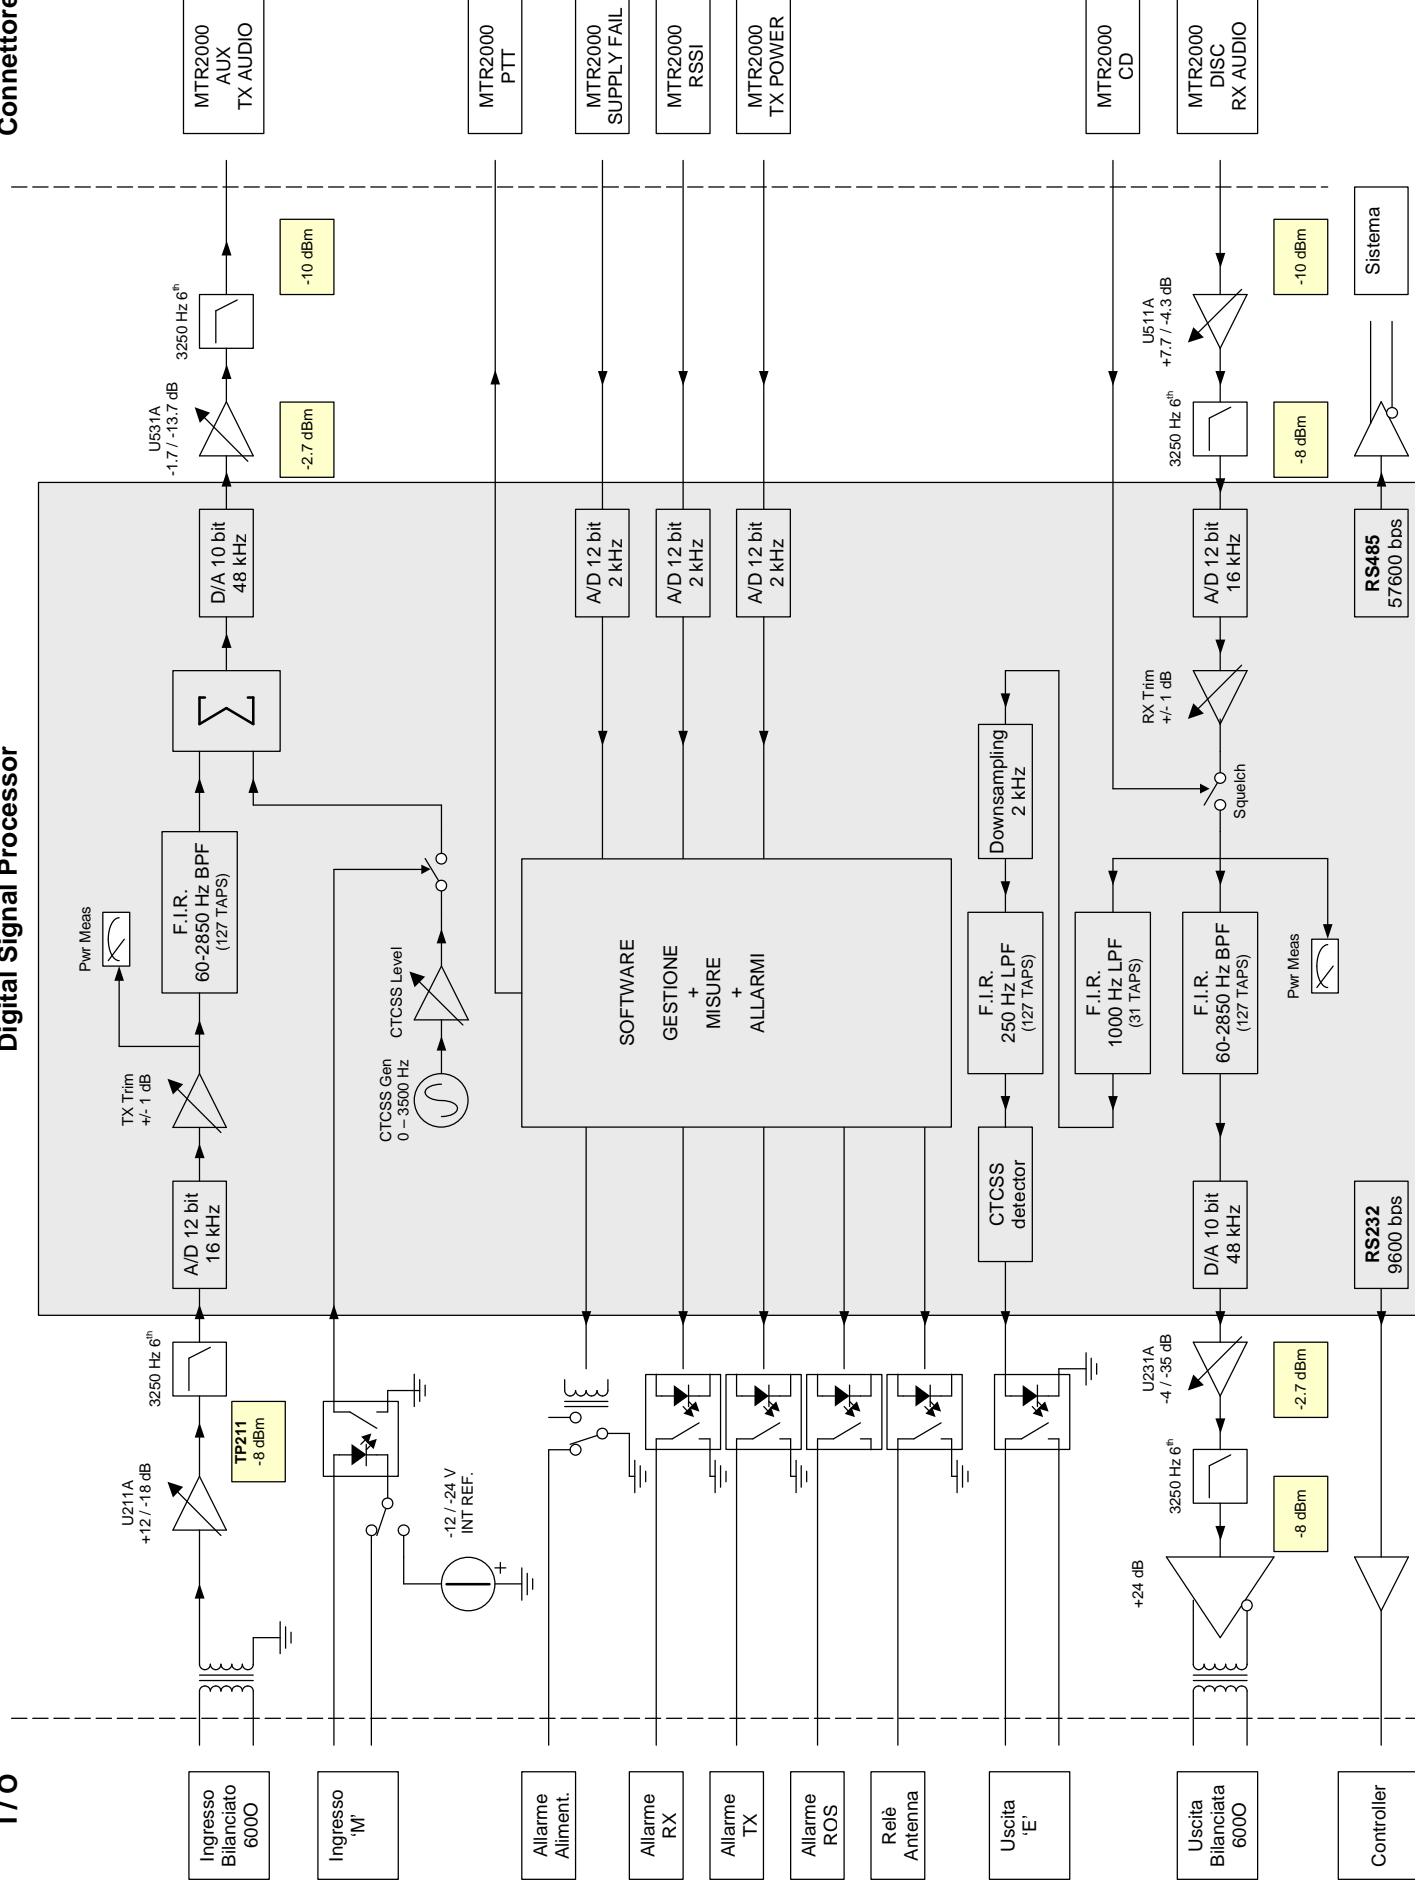 Connettore
MTR2000
AUX
TX AUDIO
MTR2000
PTT
MTR2000
SUPPLY FAIL
MTR2000
RSSI
MTR2000
TX POWER
MTR2000
CD
MTR2000
DISC
RX AUDIO
3250 Hz 6th
-10 dBm
U531A
-1.7 / -13.7 dB
-2.7 dBm
U511A
+7.7 / -4.3 dB
-10 dBm
Sistema
3250 Hz 6th
-8 dBm
Digital Signal Processor
D/A 10 bit
48 kHz
A/D 12 bit
2 kHz
A/D 12 bit
2 kHz
A/D 12 bit
2 kHz
A/D 12 bit
16 kHz
RS485
57600 bps
Σ
RX Trim
+/- 1 dB
Downsampling
2 kHz
Squelch
Pwr Meas
F.I.R.
60-2850 Hz BPF
(127 TAPS)
CTCSS Level
SOFTWARE
GESTIONE
+
MISURE
+
ALLARMI
F.I.R.
250 Hz LPF
(127 TAPS)
F.I.R.
1000 Hz LPF
(31 TAPS)
F.I.R.
60-2850 Hz BPF
(127 TAPS)
Pwr Meas
TX Trim
+/- 1 dB
CTCSS Gen
0 – 3500 Hz
A/D 12 bit
16 kHz
CTCSS
detector
D/A 10 bit
48 kHz
RS232
9600 bps
3250 Hz 6th
TP211
-8 dBm
U211A
+12 / -18 dB
-12 / -24 V
INT REF.
+
U231A
-4 / -35 dB
-2.7 dBm
3250 Hz 6th
-8 dBm
+24 dB
I / O
Ingresso
Bilanciato
600O
Ingresso
'M'
Allarme
Aliment.
Allarme
RX
Allarme
TX
Allarme
ROS
Relè
Antenna
Uscita
'E'
Uscita
Bilanciata
600O
Controller